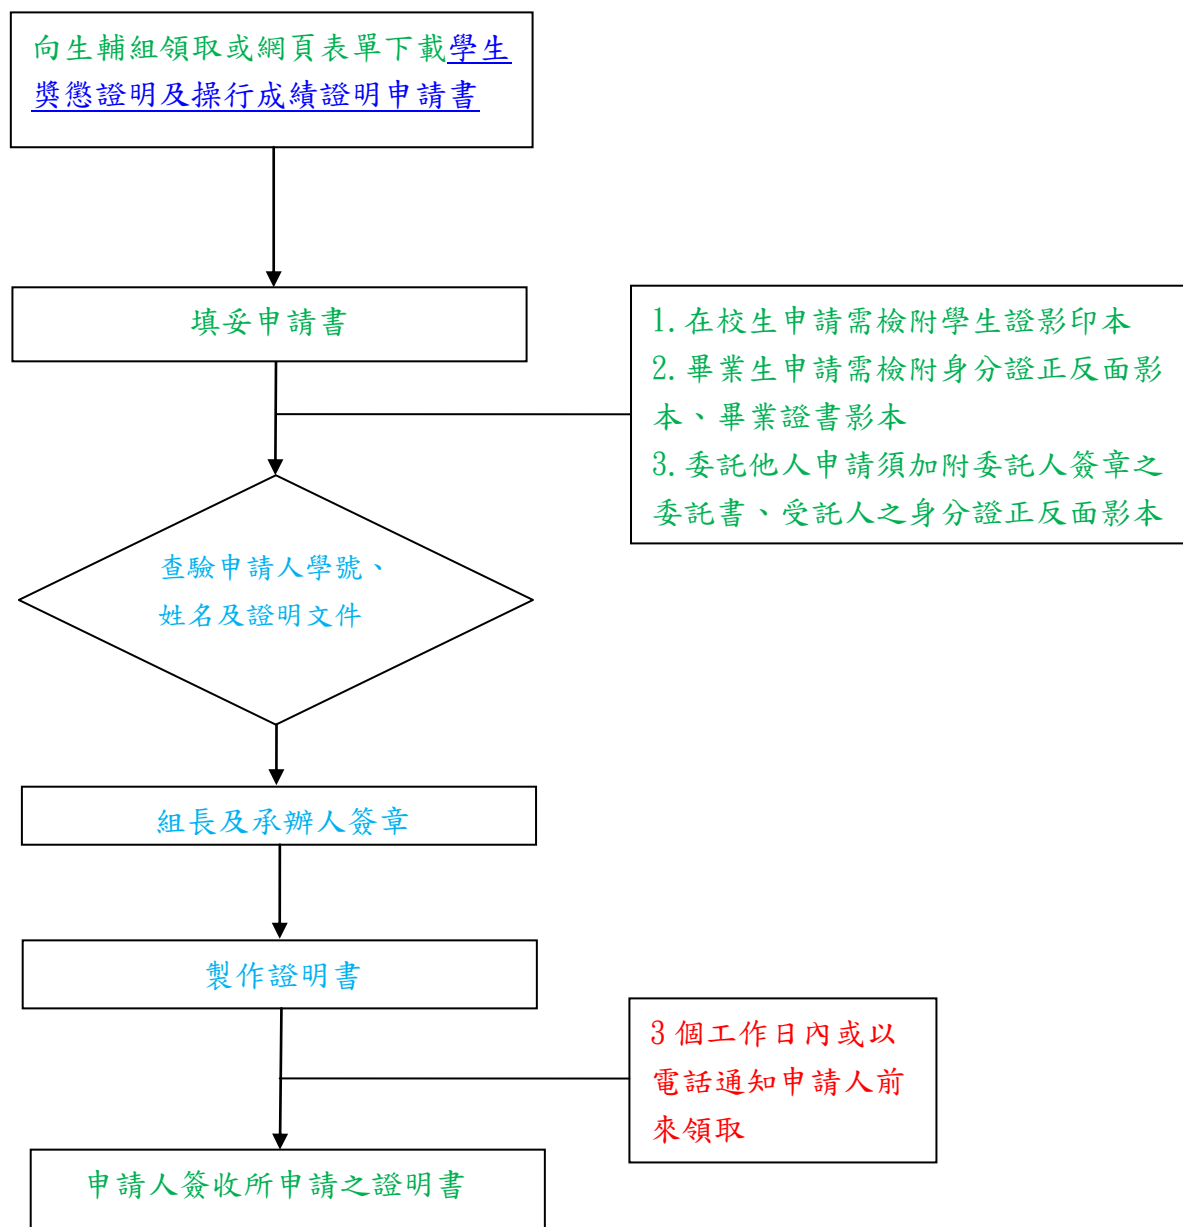 向生輔組領取或網頁表單下載學生
獎懲證明及操行成績證明申請書
填妥申請書
1.在校生申請需檢附學生證影印本
2.畢業生申請需檢附身分證正反面影
本、畢業證書影本
3.委託他人申請須加附委託人簽章之
委託書、受託人之身分證正反面影本
查驗申請人學號、
姓名及證明文件
組長及承辦人簽章
製作證明書
3個工作日內或以
電話通知申請人前
來領取
申請人簽收所申請之證明書